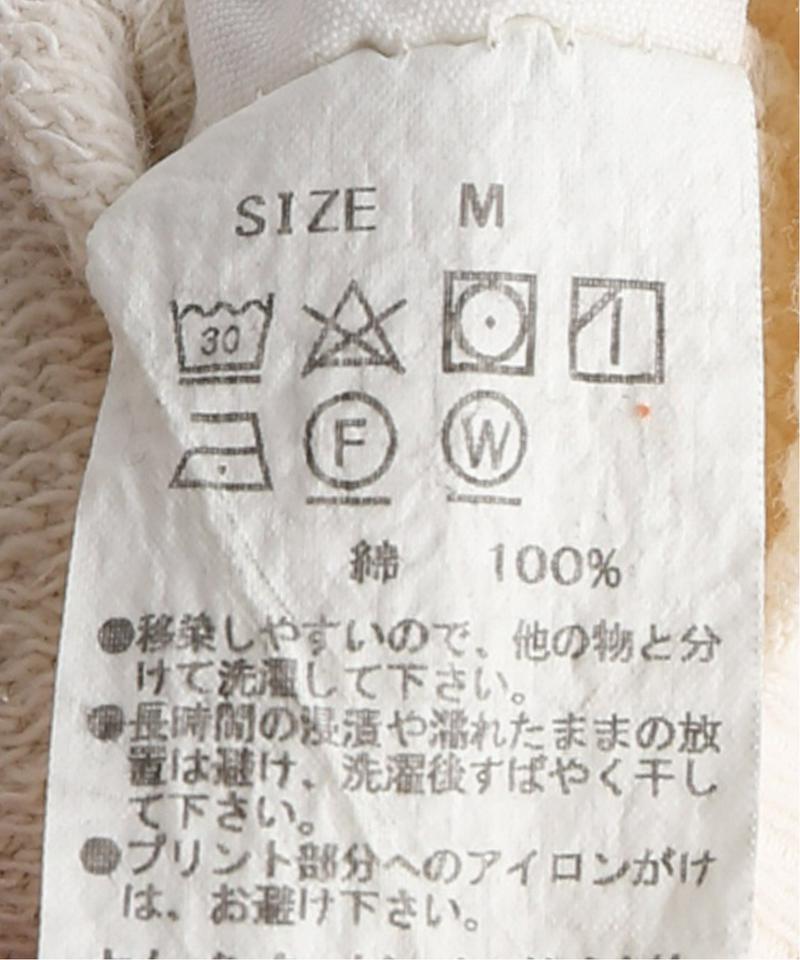 SIZE M
30
F W
綿 100%
●移染しやすいので、他の物と分
けて洗濯して下さい。
●長時間の浸漬や濡れたままの放
置は避け、洗濯後すばやく干し
て下さい。
●プリント部分へのアイロンがけ
は、お避け下さい。